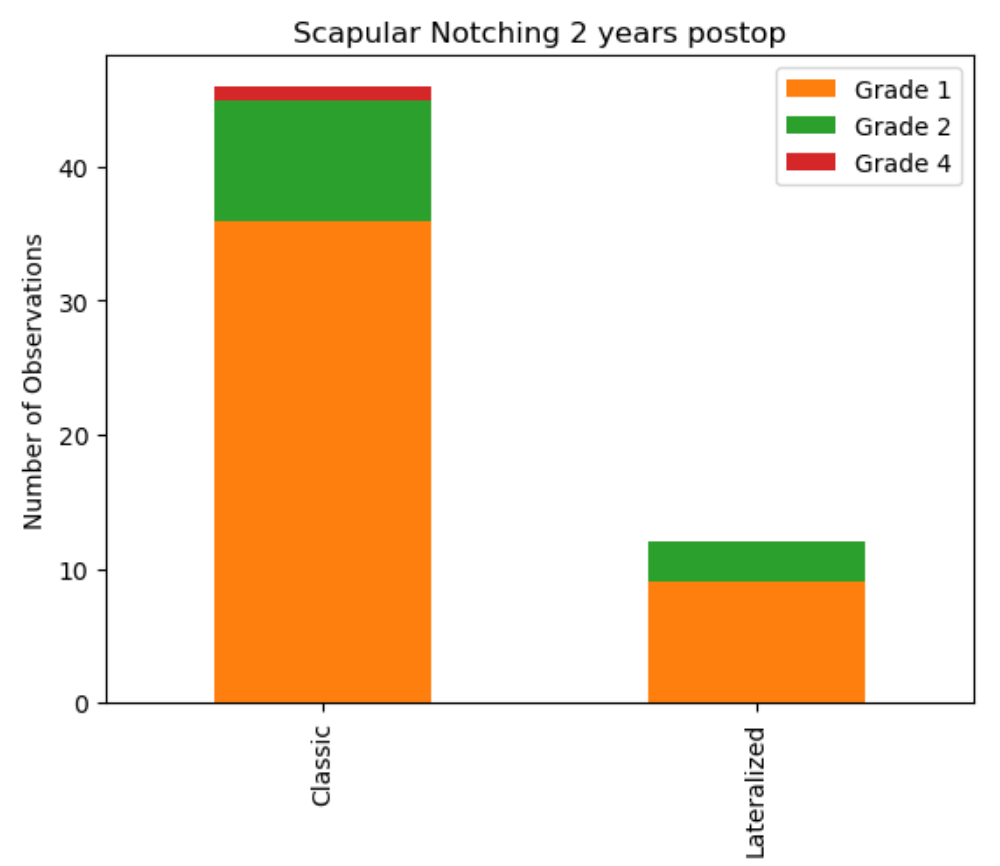 Scapular Notching 2 years postop
Grade 1
Grade 2
Grade 4
Number of Observations
40
30
20
10
0
Classic
Lateralized